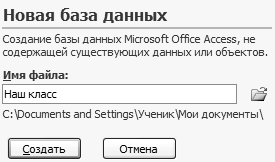 Новая база данных
Создание базы данных Microsoft Office Access, не
содержащей существующих данных или объектов.
Имя файла:
Наш класс
C:\Documents and Settings\Ученик\Мои документы\
Создать
Отмена